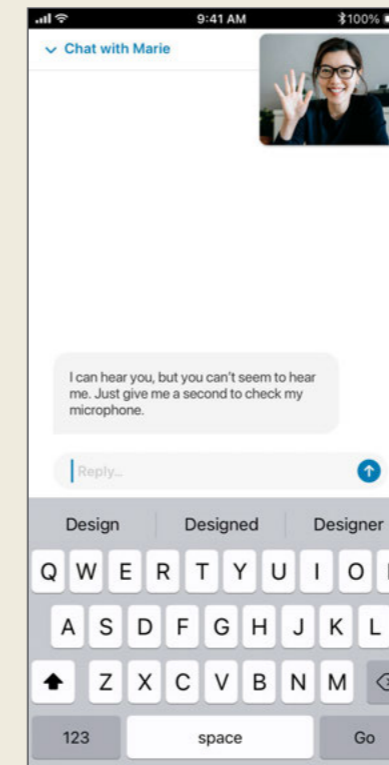 9:41 AM 100%
Chat with Marie
I can hear you, but you can't seem to hear
me. Just give me a second to check my
microphone.
Reply...
Design Designed Designer
Q W E R T Y U I O
A S D F G H J K L
Z X C V B N M
123 space Go